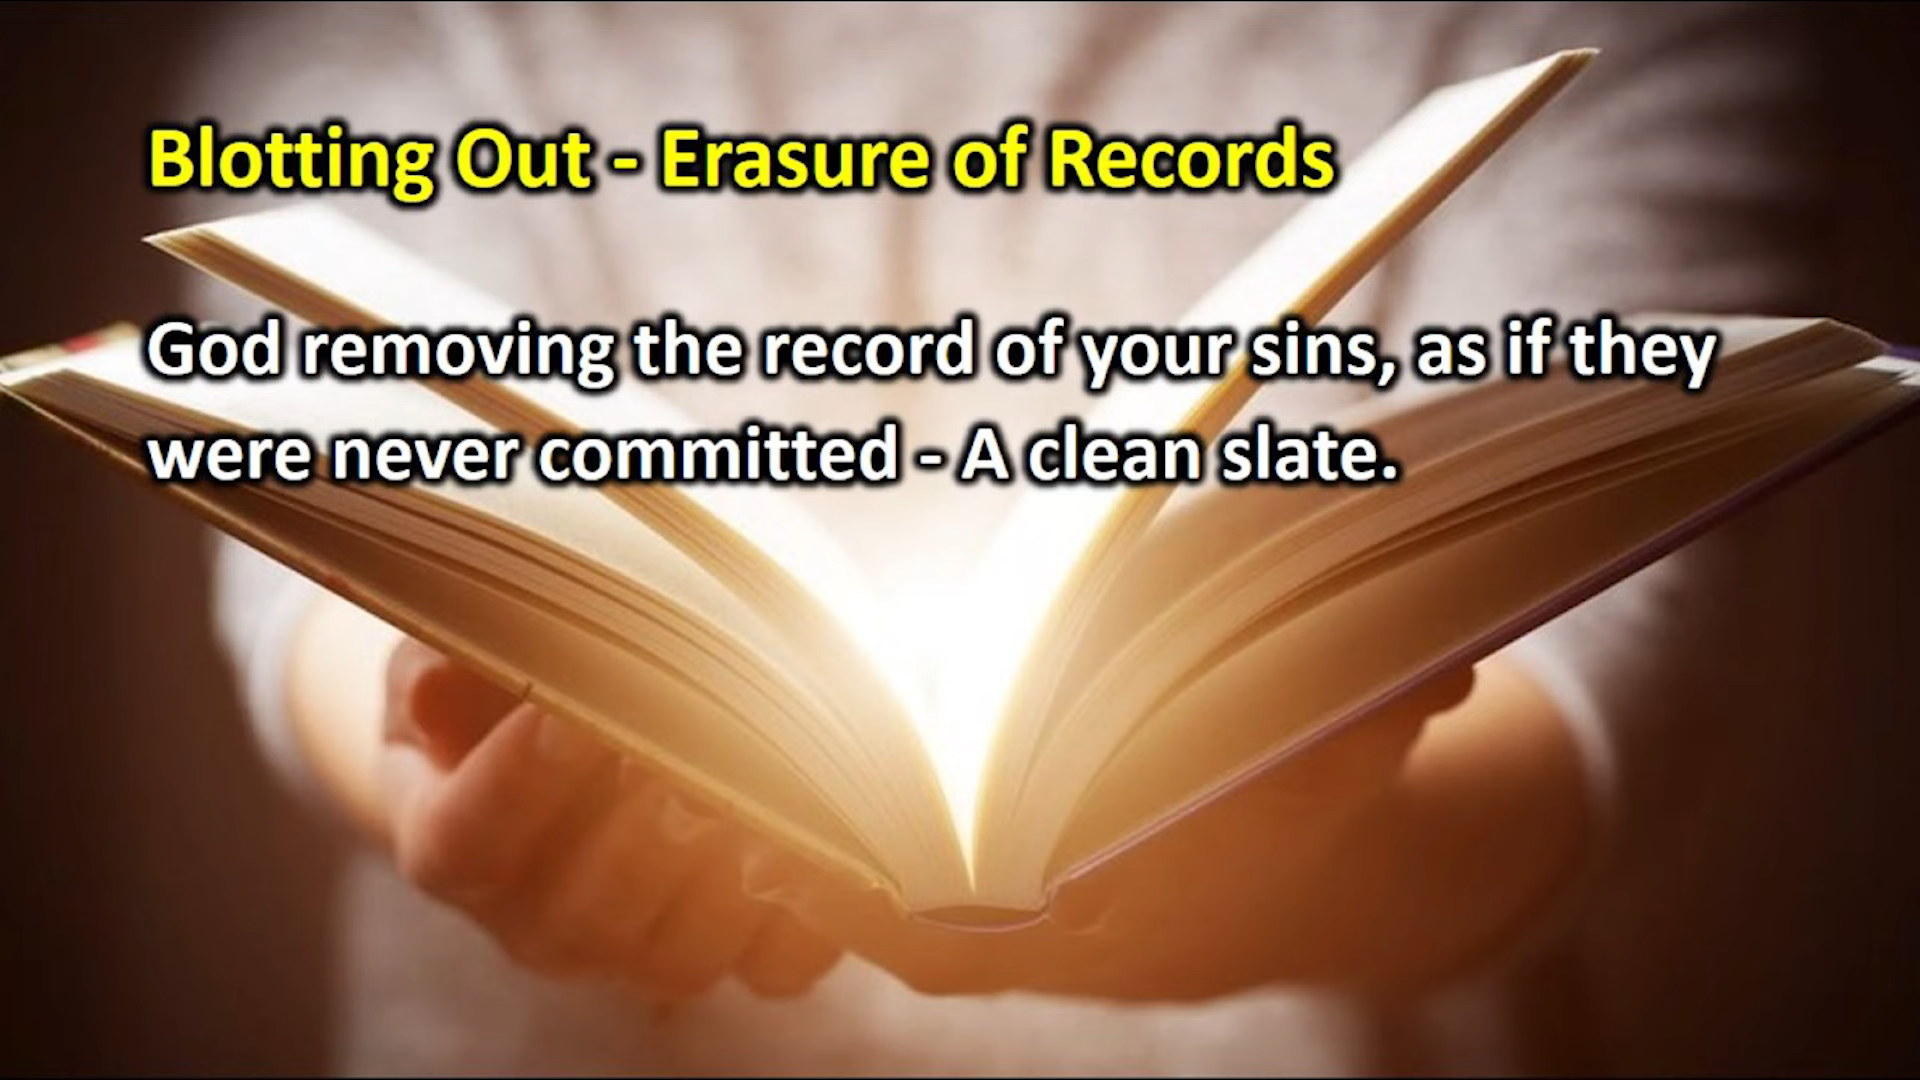 Blotting Out - Erasure of Records
God removing the record of your sins, as if they
were never committed - A clean slate.